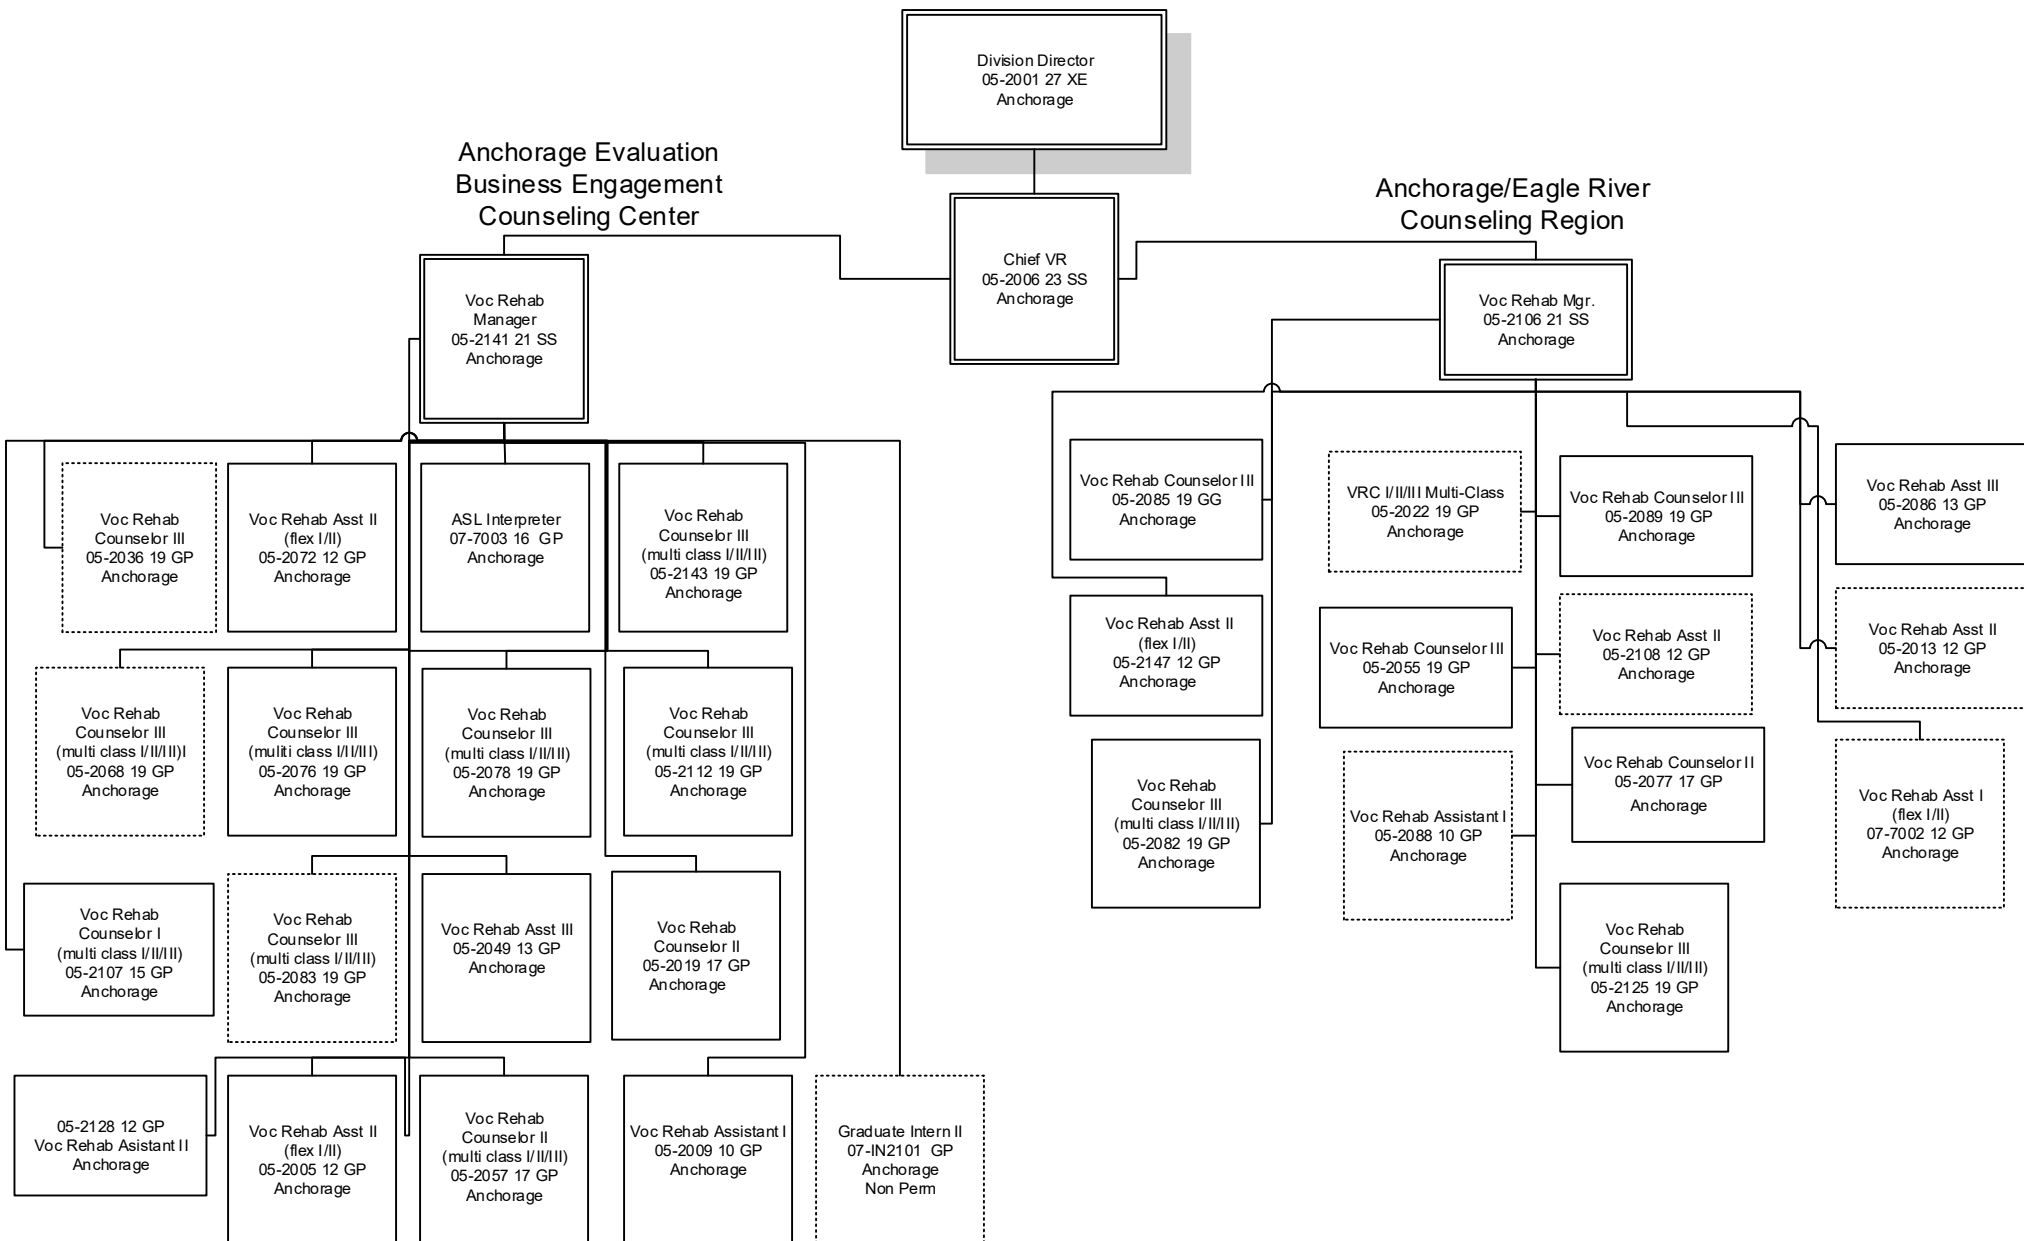 Division Director
05-2001 27 XE
Anchorage
Anchorage Evaluation
Business Engagement
Counseling Center
Anchorage/Eagle River
Counseling Region
Chief VR
05-2006 23 SS
Anchorage
Voc Rehab
Manager
05-2141 21 SS
Anchorage
Voc Rehab Mgr.
05-2106 21 SS
Anchorage
Voc Rehab
Counselor III
05-2036 19 GP
Anchorage
Voc Rehab Asst II
(flex I/II)
05-2072 12 GP
Anchorage
ASL Interpreter
07-7003 16  GP
Anchorage
Voc Rehab
Counselor III
(multi class I/II/III)
05-2143 19 GP
Anchorage
Voc Rehab Counselor III
05-2085 19 GG
Anchorage
VRC I/II/III Multi-Class
05-2022 19 GP
Anchorage
Voc Rehab Counselor III
05-2089 19 GP
Anchorage
Voc Rehab Asst III
05-2086 13 GP
Anchorage
Voc Rehab Asst II
(flex I/II)
05-2147 12 GP
Anchorage
Voc Rehab Counselor III
05-2055 19 GP
Anchorage
Voc Rehab Asst II
05-2108 12 GP
Anchorage
Voc Rehab Asst II
05-2013 12 GP
Anchorage
Voc Rehab
Counselor III
(multi class I/II/III)I
05-2068 19 GP
Anchorage
Voc Rehab
Counselor III
(muliti class I/II/III)
05-2076 19 GP
Anchorage
Voc Rehab
Counselor III
(multi class I/II/III)
05-2078 19 GP
Anchorage
Voc Rehab
Counselor III
(multi class I/II/III)
05-2112 19 GP
Anchorage
Voc Rehab
Counselor III
(multi class I/II/III)
05-2082 19 GP
Anchorage
Voc Rehab Assistant I
05-2088 10 GP
Anchorage
Voc Rehab Counselor II
05-2077 17 GP
Anchorage
Voc Rehab Asst I
(flex I/II)
07-7002 12 GP
Anchorage
Voc Rehab
Counselor I
(multi class I/II/III)
05-2107 15 GP
Anchorage
Voc Rehab
Counselor III
(multi class I/II/III)
05-2083 19 GP
Anchorage
Voc Rehab Asst III
05-2049 13 GP
Anchorage
Voc Rehab
Counselor II
05-2019 17 GP
Anchorage
Voc Rehab
Counselor III
(multi class I/II/III)
05-2125 19 GP
Anchorage
05-2128 12 GP
Voc Rehab Asistant II
Anchorage
Voc Rehab Asst II
(flex I/II)
05-2005 12 GP
Anchorage
Voc Rehab
Counselor II
(multi class I/II/III)
05-2057 17 GP
Anchorage
Voc Rehab Assistant I
05-2009 10 GP
Anchorage
Graduate Intern II
07-IN2101  GP
Anchorage
Non Perm